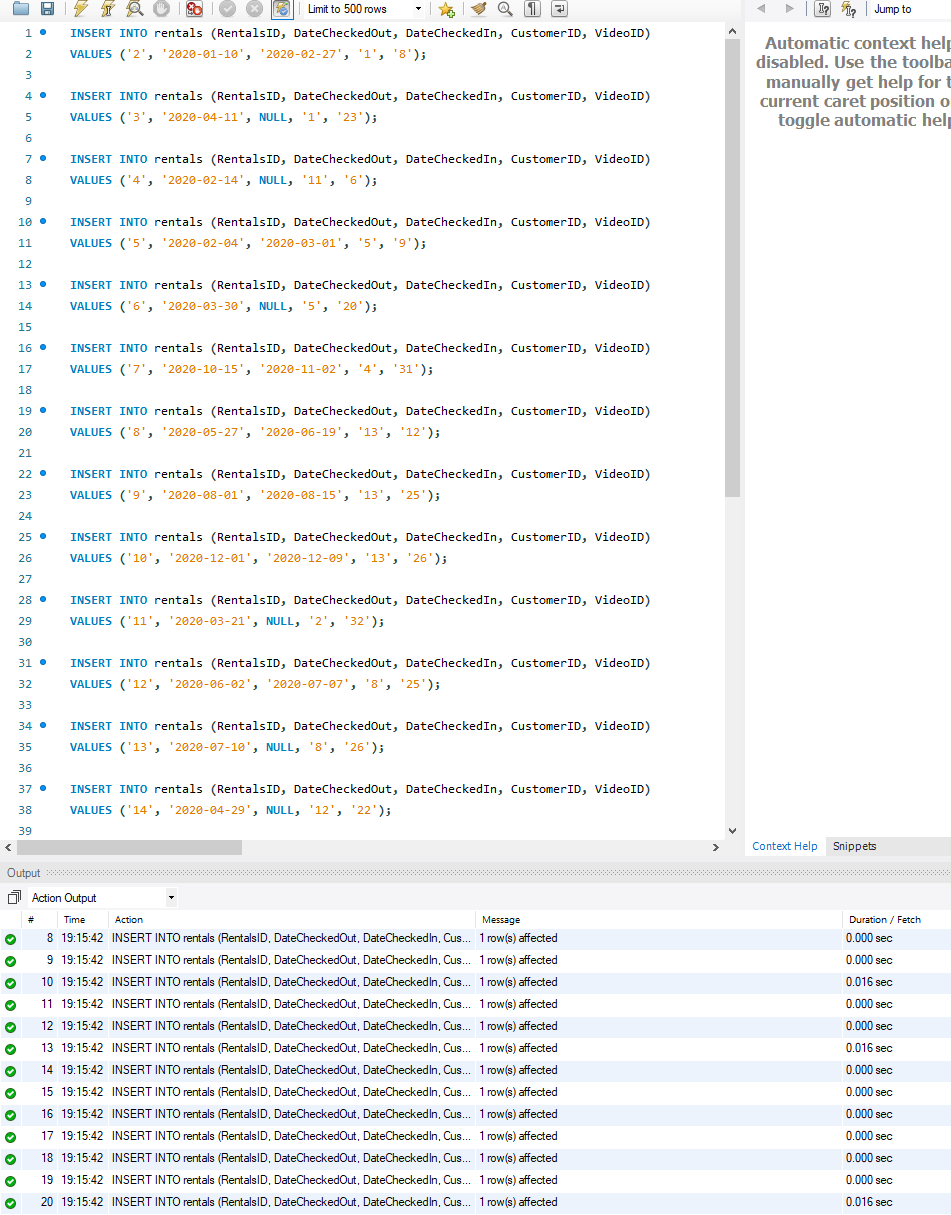 Limit to 500 rows
Jump to
1 INSERT INTO rentals (RentalsID, DateCheckedOut, DateCheckedIn, CustomerID, VideoID)
2 VALUES ('2', '2020-01-10', '2020-02-27', '1', '8');
3
4 INSERT INTO rentals (RentalsID, DateCheckedOut, DateCheckedIn, CustomerID, VideoID)
5 VALUES ('3', '2020-04-11', NULL, '1', '23');
6
7 INSERT INTO rentals (RentalsID, DateCheckedOut, DateCheckedIn, CustomerID, VideoID)
8 VALUES ('4', '2020-02-14', NULL, '11', '6');
9
10 INSERT INTO rentals (RentalsID, DateCheckedOut, DateCheckedIn, CustomerID, VideoID)
11 VALUES ('5', '2020-02-04', '2020-03-01', '5', '9');
12
13 INSERT INTO rentals (RentalsID, DateCheckedOut, DateCheckedIn, CustomerID, VideoID)
14 VALUES ('6', '2020-03-30', NULL, '5', '20');
15
16 INSERT INTO rentals (RentalsID, DateCheckedOut, DateCheckedIn, CustomerID, VideoID)
17 VALUES ('7', '2020-10-15', '2020-11-02', '4', '31');
18
19 INSERT INTO rentals (RentalsID, DateCheckedOut, DateCheckedIn, CustomerID, VideoID)
20 VALUES ('8', '2020-05-27', '2020-06-19', '13', '12');
21
22 INSERT INTO rentals (RentalsID, DateCheckedOut, DateCheckedIn, CustomerID, VideoID)
23 VALUES ('9', '2020-08-01', '2020-08-15', '13', '25');
24
25 INSERT INTO rentals (RentalsID, DateCheckedOut, DateCheckedIn, CustomerID, VideoID)
26 VALUES ('10', '2020-12-01', '2020-12-09', '13', '26');
27
28 INSERT INTO rentals (RentalsID, DateCheckedOut, DateCheckedIn, CustomerID, VideoID)
29 VALUES ('11', '2020-03-21', NULL, '2', '32');
30
31 INSERT INTO rentals (RentalsID, DateCheckedOut, DateCheckedIn, CustomerID, VideoID)
32 VALUES ('12', '2020-06-02', '2020-07-07', '8', '25');
33
34 INSERT INTO rentals (RentalsID, DateCheckedOut, DateCheckedIn, CustomerID, VideoID)
35 VALUES ('13', '2020-07-10', NULL, '8', '26');
36
37 INSERT INTO rentals (RentalsID, DateCheckedOut, DateCheckedIn, CustomerID, VideoID)
38 VALUES ('14', '2020-04-29', NULL, '12', '22');
39
Automatic context help
disabled. Use the toolba
manually get help for t
current caret position o
toggle automatic help
Context Help Snippets
Output
Action Output
# Time Action Message Duration / Fetch
8 19:15:42 INSERT INTO rentals (RentalsID, DateCheckedOut, DateCheckedIn, Cus... 1 row(s) affected 0.000 sec
9 19:15:42 INSERT INTO rentals (RentalsID, DateCheckedOut, DateCheckedIn, Cus... 1 row(s) affected 0.000 sec
10 19:15:42 INSERT INTO rentals (RentalsID, DateCheckedOut, DateCheckedIn, Cus... 1 row(s) affected 0.016 sec
11 19:15:42 INSERT INTO rentals (RentalsID, DateCheckedOut, DateCheckedIn, Cus... 1 row(s) affected 0.000 sec
12 19:15:42 INSERT INTO rentals (RentalsID, DateCheckedOut, DateCheckedIn, Cus... 1 row(s) affected 0.000 sec
13 19:15:42 INSERT INTO rentals (RentalsID, DateCheckedOut, DateCheckedIn, Cus... 1 row(s) affected 0.016 sec
14 19:15:42 INSERT INTO rentals (RentalsID, DateCheckedOut, DateCheckedIn, Cus... 1 row(s) affected 0.000 sec
15 19:15:42 INSERT INTO rentals (RentalsID, DateCheckedOut, DateCheckedIn, Cus... 1 row(s) affected 0.000 sec
16 19:15:42 INSERT INTO rentals (RentalsID, DateCheckedOut, DateCheckedIn, Cus... 1 row(s) affected 0.000 sec
17 19:15:42 INSERT INTO rentals (RentalsID, DateCheckedOut, DateCheckedIn, Cus... 1 row(s) affected 0.000 sec
18 19:15:42 INSERT INTO rentals (RentalsID, DateCheckedOut, DateCheckedIn, Cus... 1 row(s) affected 0.000 sec
19 19:15:42 INSERT INTO rentals (RentalsID, DateCheckedOut, DateCheckedIn, Cus... 1 row(s) affected 0.000 sec
20 19:15:42 INSERT INTO rentals (RentalsID, DateCheckedOut, DateCheckedIn, Cus... 1 row(s) affected 0.016 sec